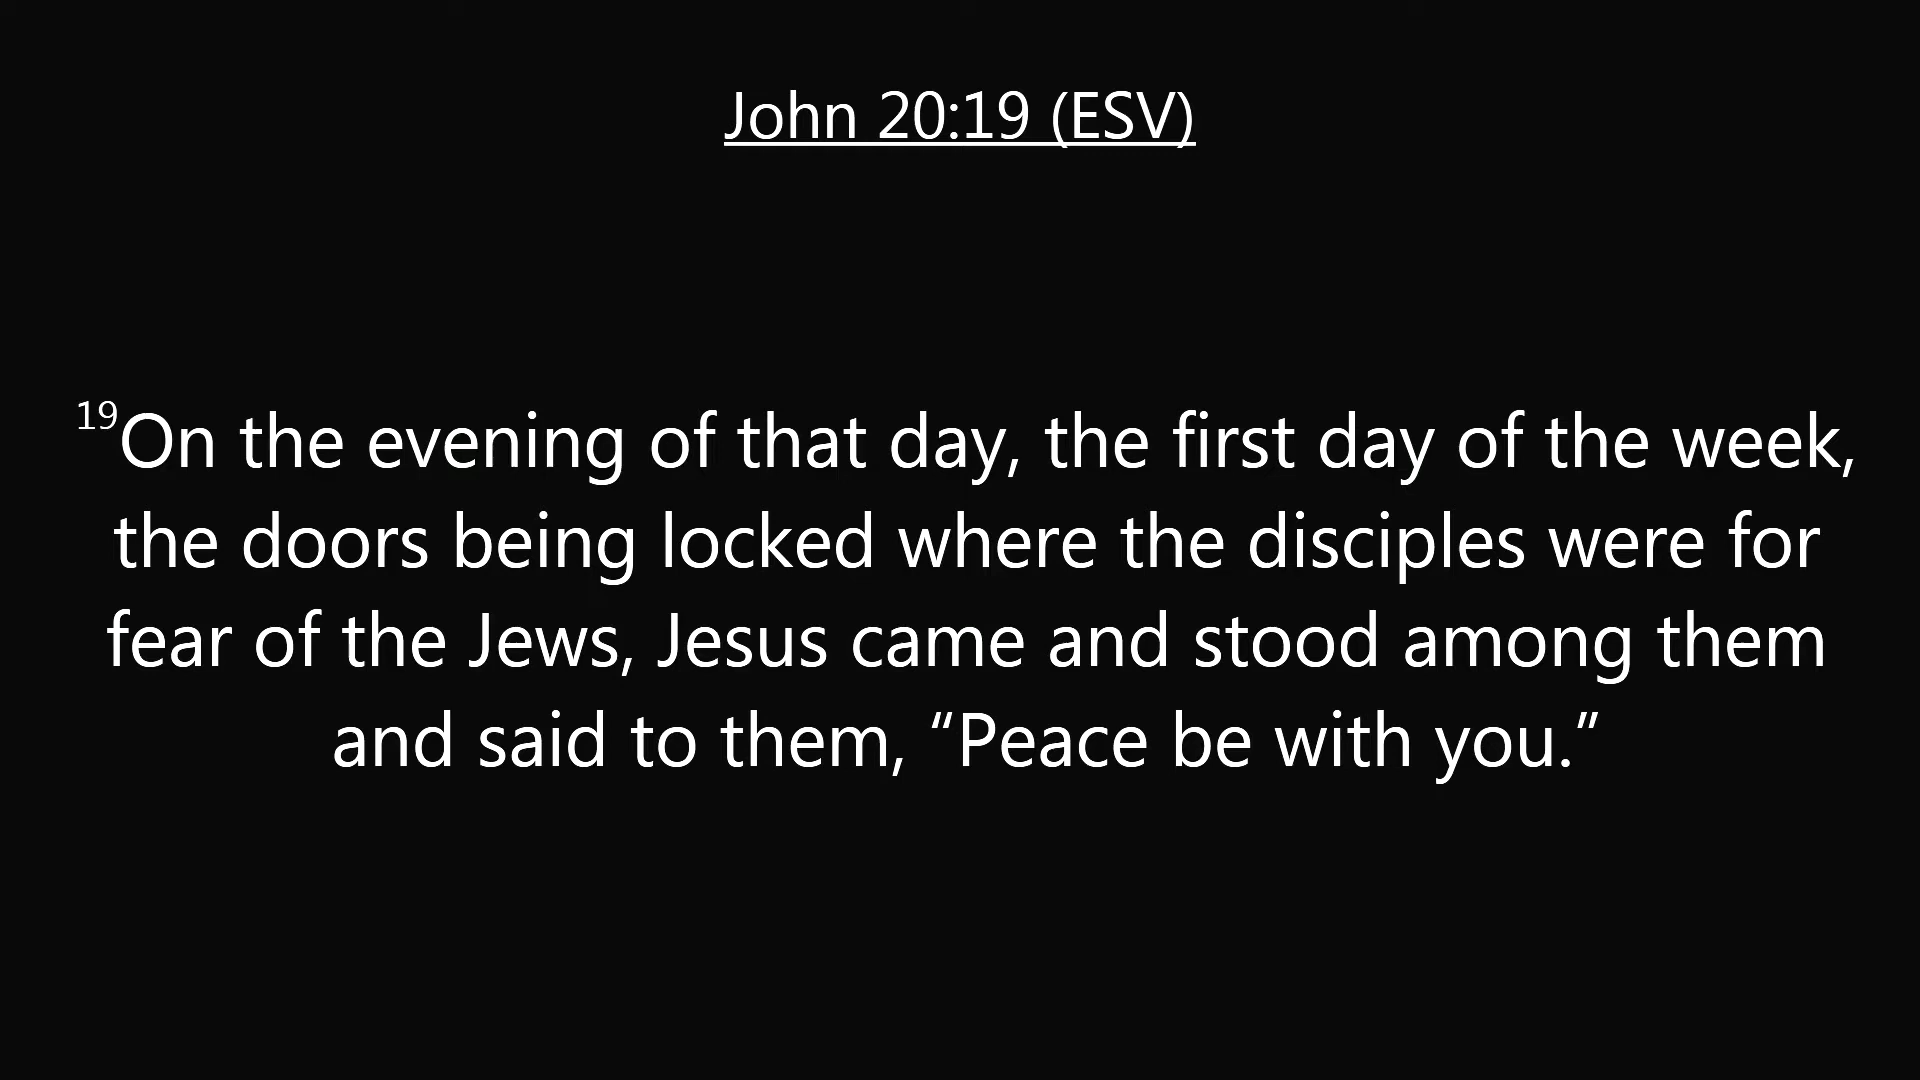 John 20:19 (ESV)
19On the evening of that day, the first day of the week,
the doors being locked where the disciples were for
fear of the Jews, Jesus came and stood among them
and said to them, “Peace be with you.”